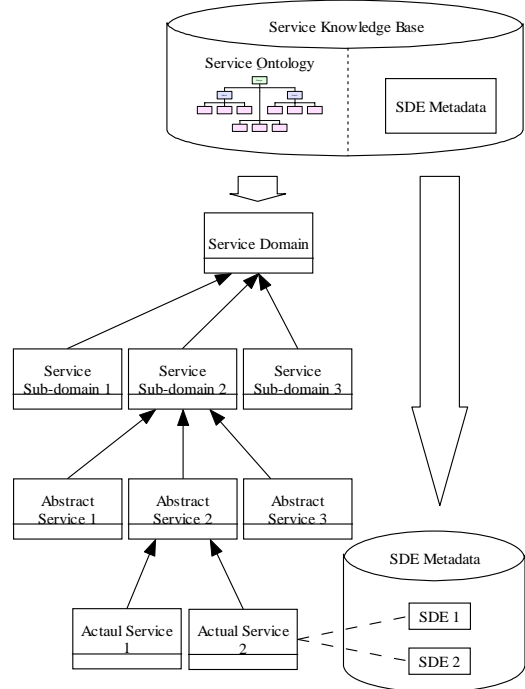 Service Knowledge Base
Service Ontology
SDE Metadata
Service Domain
Service
Sub-domain 1
Service
Sub-domain 2
Service
Sub-domain 3
Abstract
Service 1
Abstract
Service 2
Abstract
Service 3
SDE Metadata
Actaul Service
1
Actual Service
2
SDE 1
SDE 2